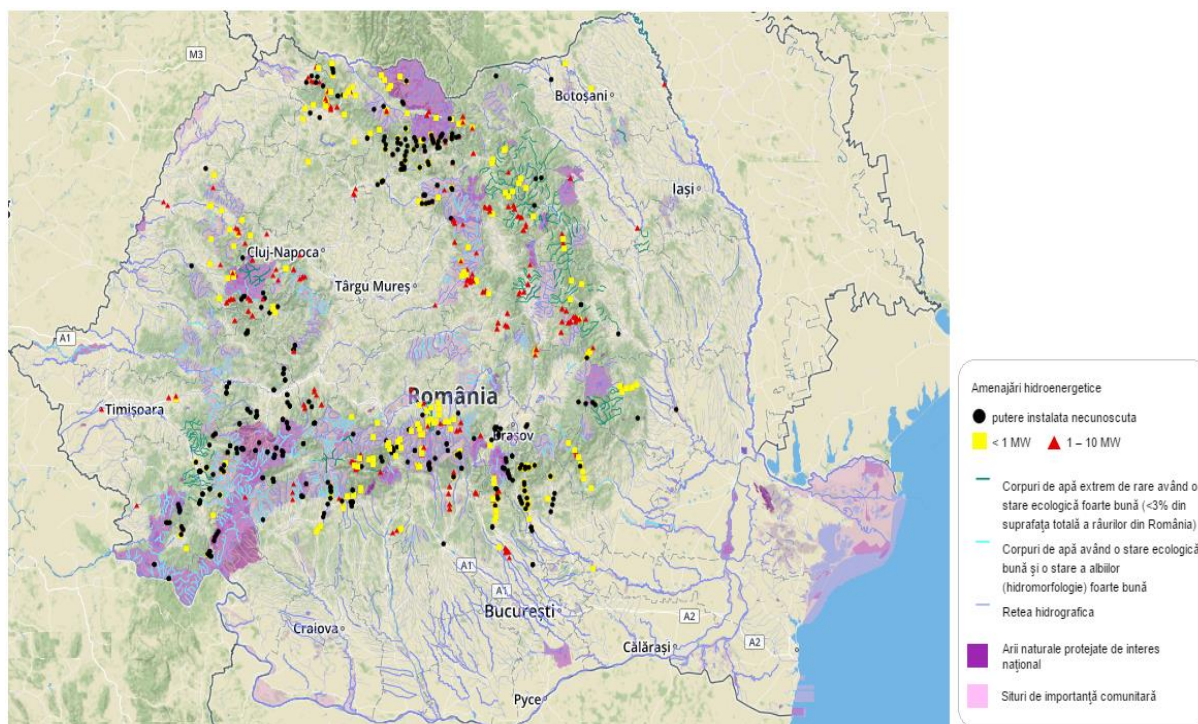 M3
Botoșani
Iași
Cluj-Napoca
Târgu Mureș
A1
Timișoara
România
Brașov
A1
A1
București
A2
Craiova
Călărași
A2
Pyce
Amenajări hidroenergetice
putere instalata necunoscuta
< 1 MW 1 – 10 MW
Corpuri de apă extrem de rare având o
stare ecologică foarte bună (<3% din
suprafața totală a râurilor din România)
Corpuri de apă având o stare ecologică
bună și o stare a albiilor
(hidromorfologie) foarte bună
Retea hidrografica
Arii naturale protejate de interes
național
Situri de importanță comunitară